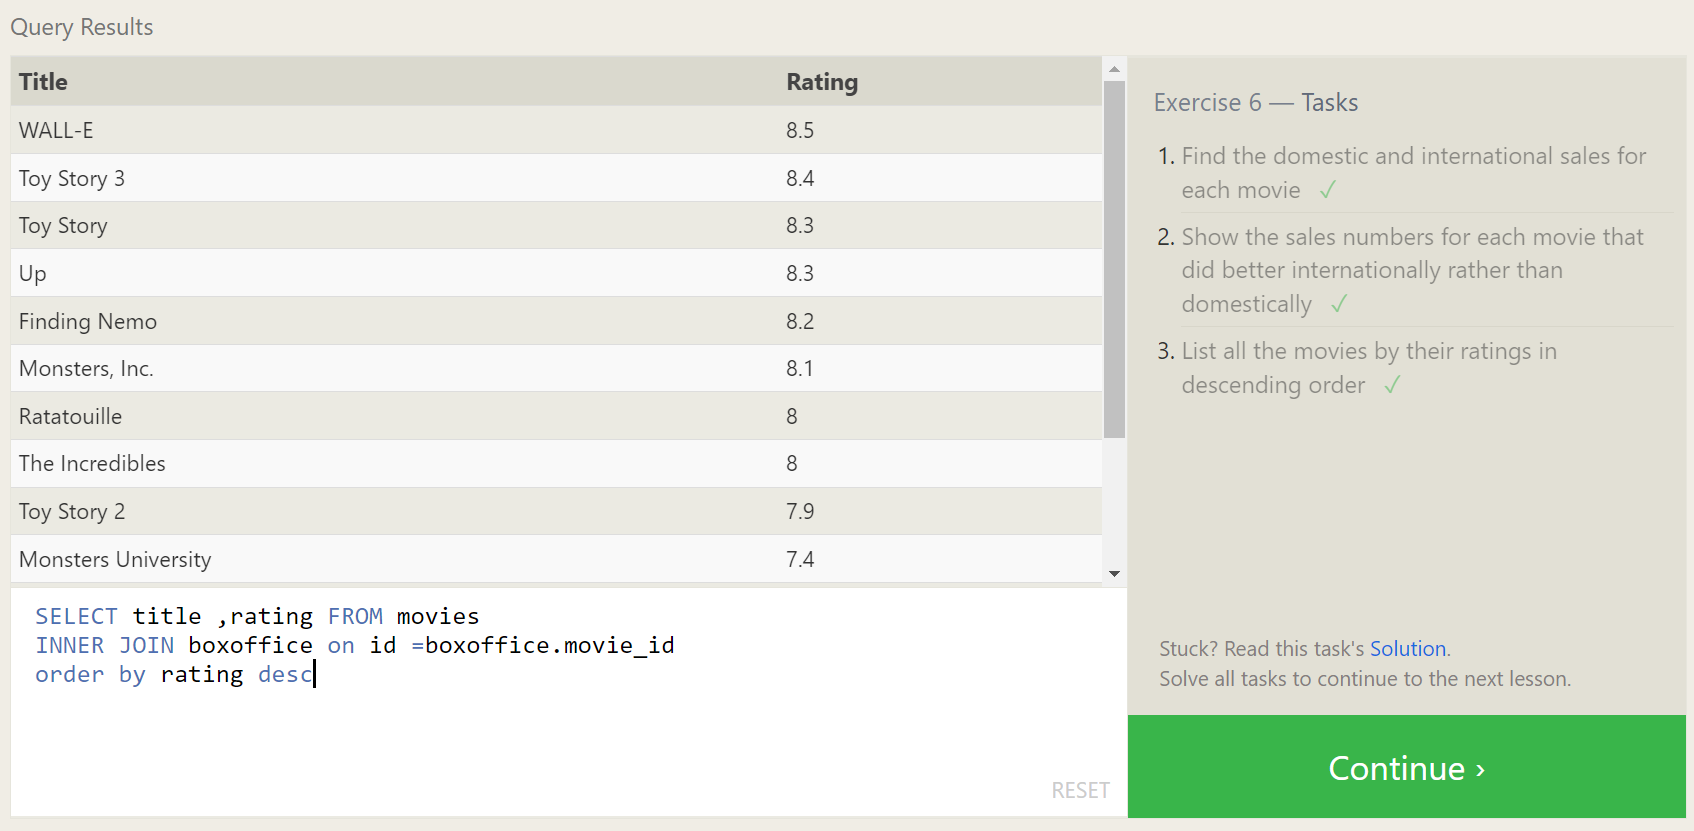 Query Results
Title Rating
WALL-E 8.5
Toy Story 3 8.4
Toy Story 8.3
Up 8.3
Finding Nemo 8.2
Monsters, Inc. 8.1
Ratatouille 8
The Incredibles 8
Toy Story 2 7.9
Monsters University 7.4
SELECT title ,rating FROM movies
INNER JOIN boxoffice on id =boxoffice.movie_id
order by rating desc
RESET
Exercise 6 — Tasks
1. Find the domestic and international sales for
each movie ✓
2. Show the sales numbers for each movie that
did better internationally rather than
domestically ✓
3. List all the movies by their ratings in
descending order ✓
Stuck? Read this task's Solution.
Solve all tasks to continue to the next lesson.
Continue ›